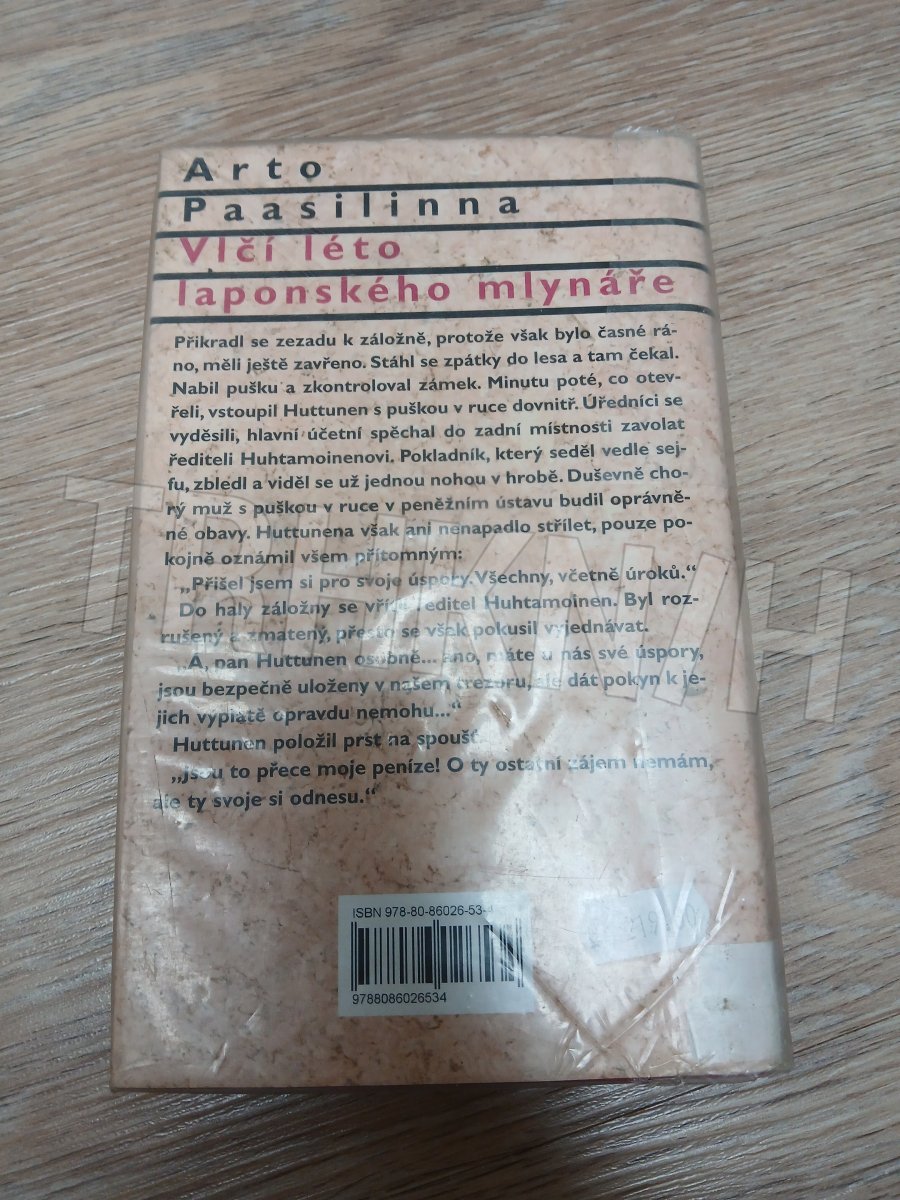 Arto
Paasilinna
Vlčí léto
laponského mlynáře
Přikradl se zezadu k záložně, protože však bylo časné rá-
no, měli ještě zavřeno. Stáhl se zpátky do lesa a tam čekal.
Nabil pušku a zkontroloval zámek. Minutu poté, co otev-
řeli, vstoupil Huttunen s puškou v ruce dovnitř. Úředníci se
vyděsili, hlavní účetní spěchal do zadní místnosti zavolat
řediteli Huhtamoinenovi. Pokladník, který seděl vedle sej-
fu, zbledl a viděl se už jednou nohou v hrobě. Duševně cho-
rý muž s puškou v ruce v peněžním ústavu budil oprávně-
né obavy. Huttunena však ani nenapadlo střílet, pouze po-
kojně oznámil všem přítomným:
„Přišel jsem si pro svoje úspory. Všechny, včetně úroků.“
Do haly záložny se ředitel Huhtamoinen. Byl roz-
rušený a zmatený, přesto se však pokusil vyjednávat.
„Á, pan Huttunen osobně... Ano, máte u nás své úspory,
jsou bezpečně uloženy v našem trezoru, ale dát pokyn k je-
jich výplatě opravdu nemohu...“
Huttunen položil prst na spoušť.
„Jsou to přece moje peníze! O ty ostatní zájem nemám,
ale ty svoje si odnesu.“
ISBN 978-80-86026-53-
9788086026534